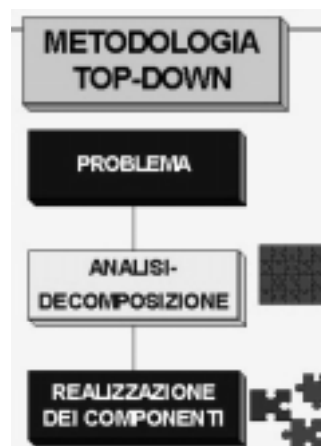 METODOLOGIA
TOP-DOWN
PROBLEMA
ANALISI-
DECOMPOSIZIONE
REALIZZAZIONE
DEI COMPONENTI